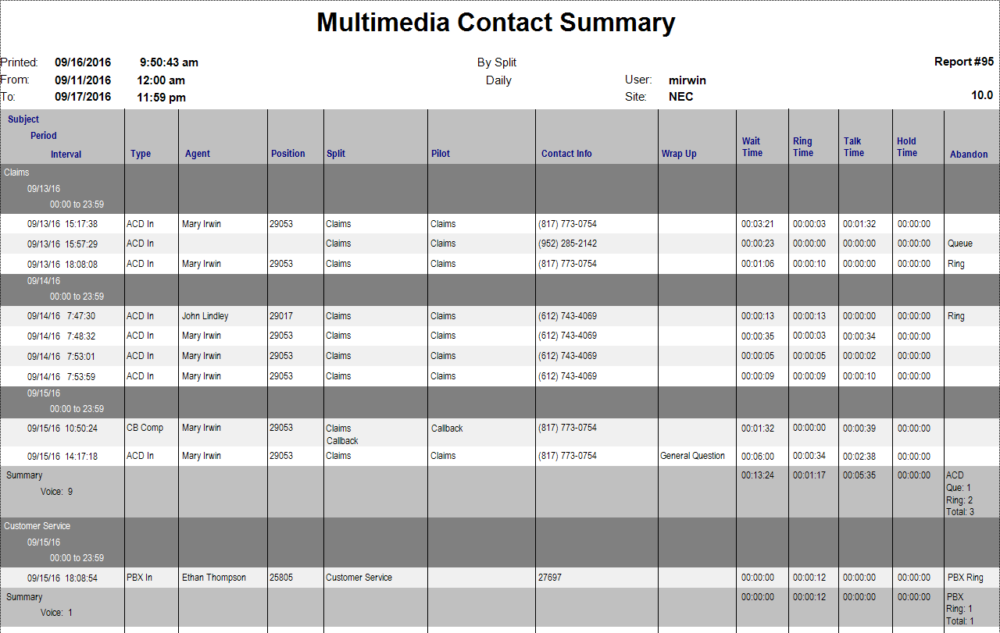 Multimedia Contact Summary
Printed: 09/16/2016 9:50:43 am By Split Report #95
From: 09/11/2016 12:00 am Daily User: mirwin
To: 09/17/2016 11:59 pm Site: NEC 10.0
Subject
Period
Interval Type Agent Position Split Pilot Contact Info Wrap Up Wait Time Ring Time Talk Time Hold Time Abandon
Claims
09/13/16
00:00 to 23:59
09/13/16 15:17:38 ACD In Mary Irwin 29053 Claims Claims (817) 773-0754 00:03:21 00:00:03 00:01:32 00:00:00
09/13/16 15:57:29 ACD In Claims Claims (952) 285-2142 00:00:23 00:00:00 00:00:00 00:00:00 Queue
09/13/16 18:08:08 ACD In Mary Irwin 29053 Claims Claims (817) 773-0754 00:01:06 00:00:10 00:00:00 00:00:00 Ring
09/14/16
00:00 to 23:59
09/14/16 7:47:30 ACD In John Lindley 29017 Claims Claims (612) 743-4069 00:00:13 00:00:13 00:00:00 00:00:00 Ring
09/14/16 7:48:32 ACD In Mary Irwin 29053 Claims Claims (612) 743-4069 00:00:35 00:00:03 00:00:34 00:00:00
09/14/16 7:53:01 ACD In Mary Irwin 29053 Claims Claims (612) 743-4069 00:00:05 00:00:05 00:00:02 00:00:00
09/14/16 7:53:59 ACD In Mary Irwin 29053 Claims Claims (612) 743-4069 00:00:09 00:00:09 00:00:10 00:00:00
09/15/16
00:00 to 23:59
09/15/16 10:50:24 CB Comp Mary Irwin 29053 Claims Callback (817) 773-0754 00:01:32 00:00:00 00:00:39 00:00:00
Callback
09/15/16 14:17:18 ACD In Mary Irwin 29053 Claims Claims (817) 773-0754 General Question 00:06:00 00:00:34 00:02:38 00:00:00
Summary 00:13:24 00:01:17 00:05:35 00:00:00 ACD
Voice: 9 Que: 1
Ring: 2
Total: 3
Customer Service
09/15/16
00:00 to 23:59
09/15/16 18:08:54 PBX In Ethan Thompson 25805 Customer Service 27697 00:00:00 00:00:12 00:00:00 00:00:00 PBX Ring
Summary 00:00:00 00:00:12 00:00:00 00:00:00 PBX
Voice: 1 Ring: 1
Total: 1